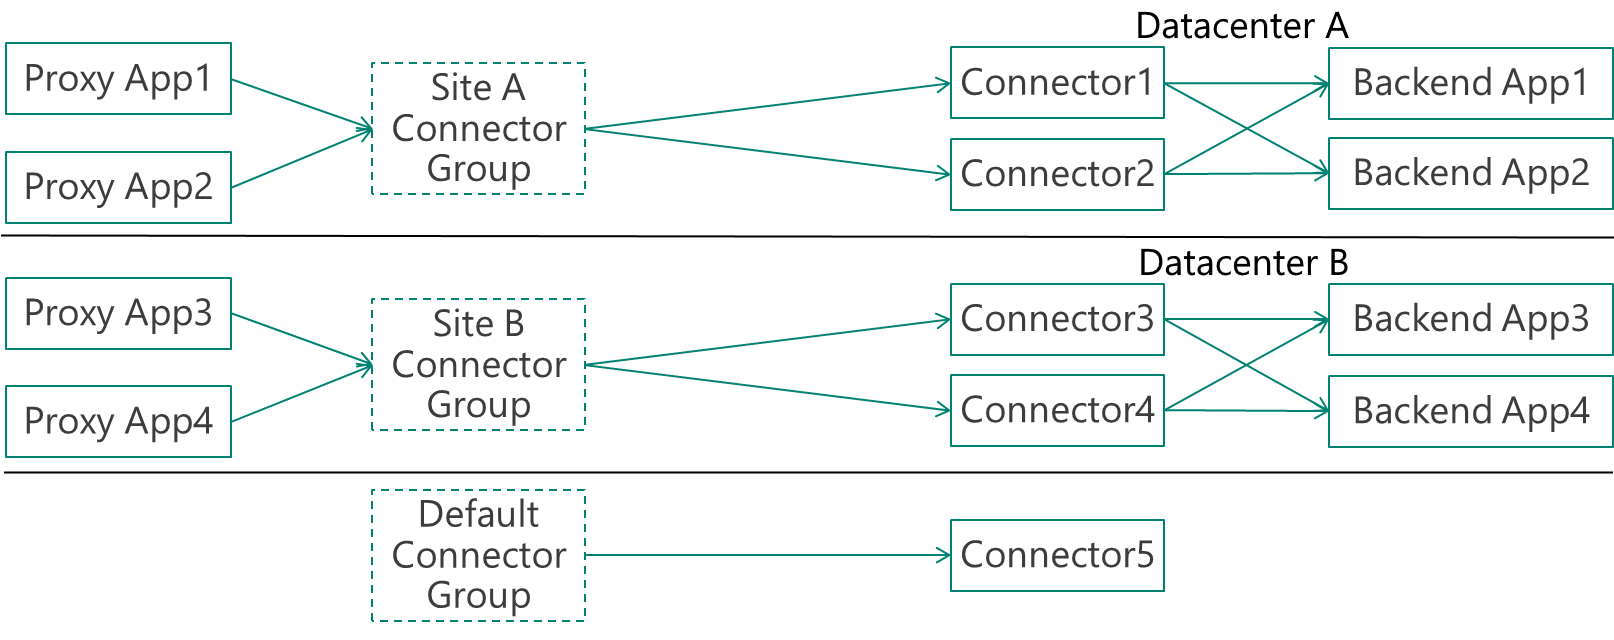 Datacenter A
Proxy App1
Proxy App2
Site A
Connector
Group
Connector1
Connector2
Backend App1
Backend App2
Datacenter B
Proxy App3
Proxy App4
Site B
Connector
Group
Connector3
Connector4
Backend App3
Backend App4
Default
Connector
Group
Connector5